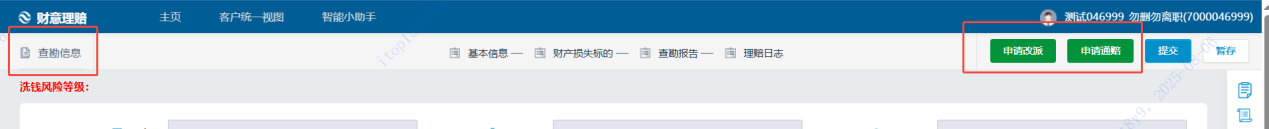 财意理赔 主页 客户统一视图 智能小助手 测试046999 勿删勿离职(7000046999)
查勘信息 基本信息 — 财产损失标的 — 查勘报告 — 理赔日志 申请改派 申请通赔 提交 暂存
洗钱风险等级：